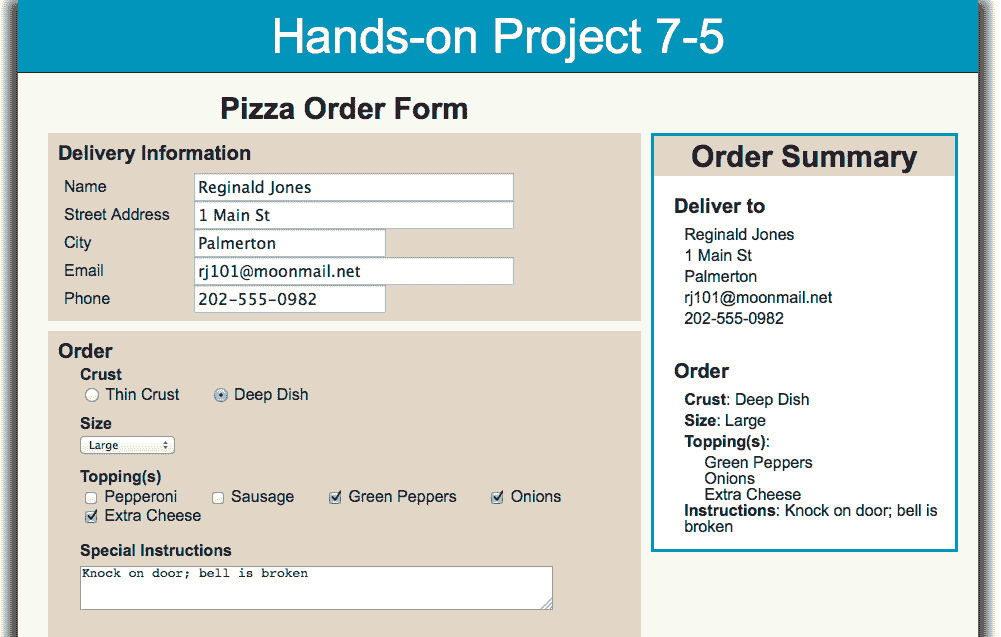 Hands-on Project 7-5
Pizza Order Form
Delivery Information
Name Reginald Jones
Street Address 1 Main St
City Palmerton
Email rj101@moonmail.net
Phone 202-555-0982
Order
Crust
Thin Crust Deep Dish
Size
Large
Topping(s)
Pepperoni Sausage Green Peppers Onions
Extra Cheese
Special Instructions
Knock on door; bell is broken
Order Summary
Deliver to
Reginald Jones
1 Main St
Palmerton
rj101@moonmail.net
202-555-0982
Order
Crust: Deep Dish
Size: Large
Topping(s):
Green Peppers
Onions
Extra Cheese
Instructions: Knock on door; bell is
broken